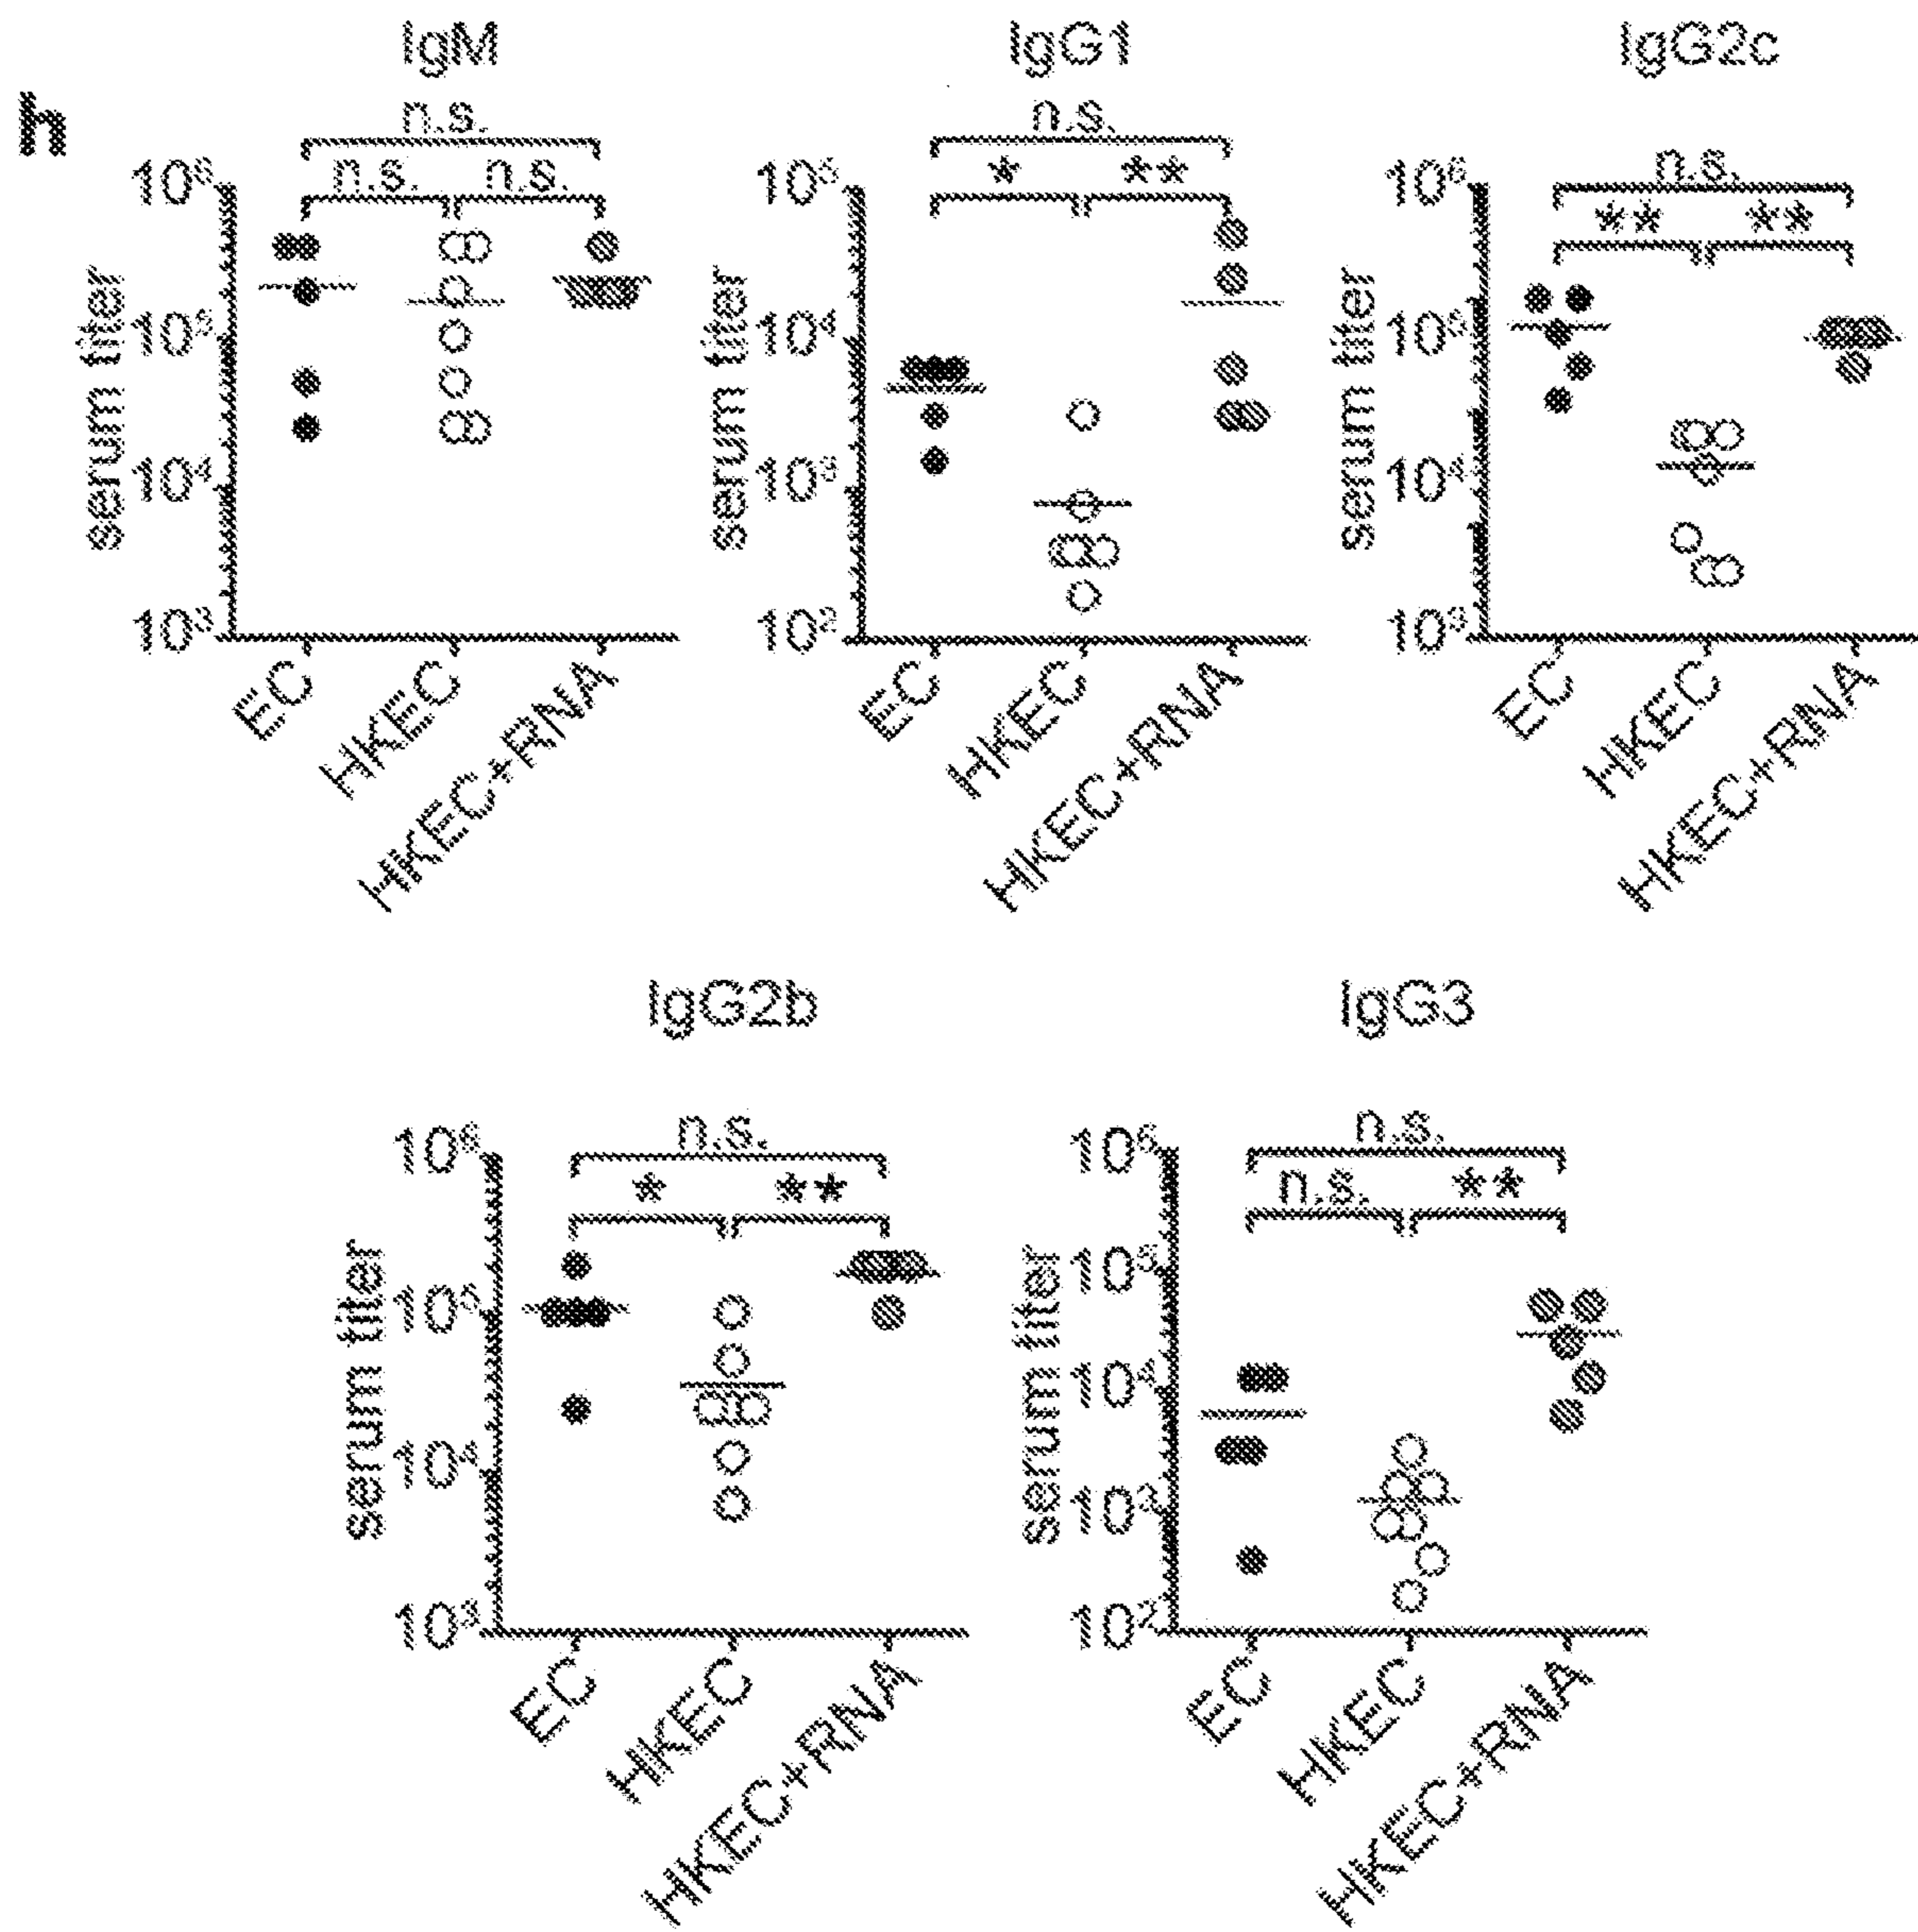 h
IgM
n.s.
n.s. n.s.
serum titer
10⁶
10⁵
10⁴
10³
EC
HKEC
HKEC+RNA
IgG1
n.s.
* **
serum titer
10⁵
10⁴
10³
10²
EC
HKEC
HKEC+RNA
IgG2c
n.s.
** **
serum titer
10⁶
10⁵
10⁴
10³
EC
HKEC
HKEC+RNA
IgG2b
n.s.
* **
serum titer
10⁶
10⁵
10⁴
10³
EC
HKEC
HKEC+RNA
IgG3
n.s.
n.s. **
serum titer
10⁶
10⁵
10⁴
10³
10²
EC
HKEC
HKEC+RNA